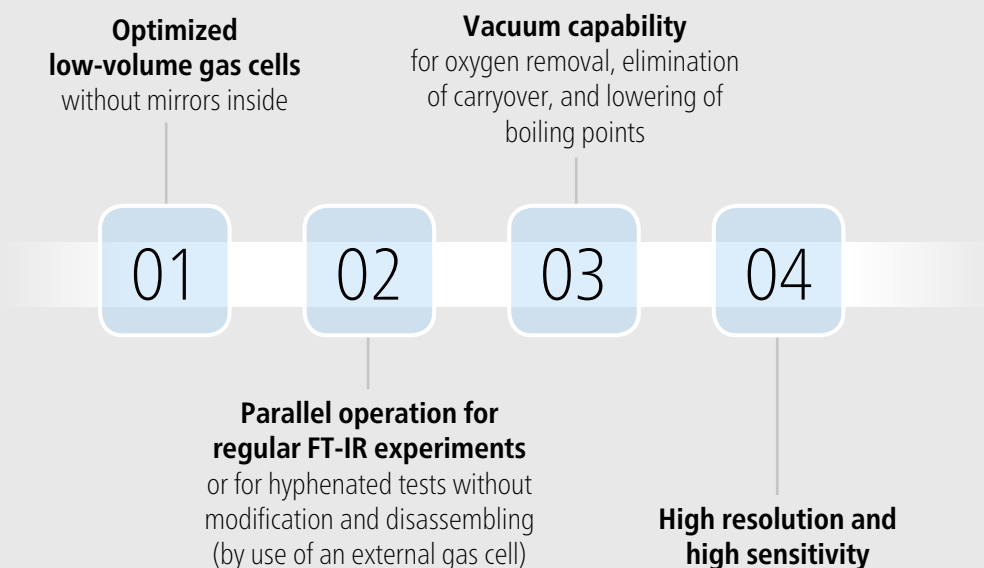 Optimized
low-volume gas cells
without mirrors inside
Vacuum capability
for oxygen removal, elimination
of carryover, and lowering of
boiling points
01
02
03
04
Parallel operation for
regular FT-IR experiments
or for hyphenated tests without
modification and disassembling
(by use of an external gas cell)
High resolution and
high sensitivity